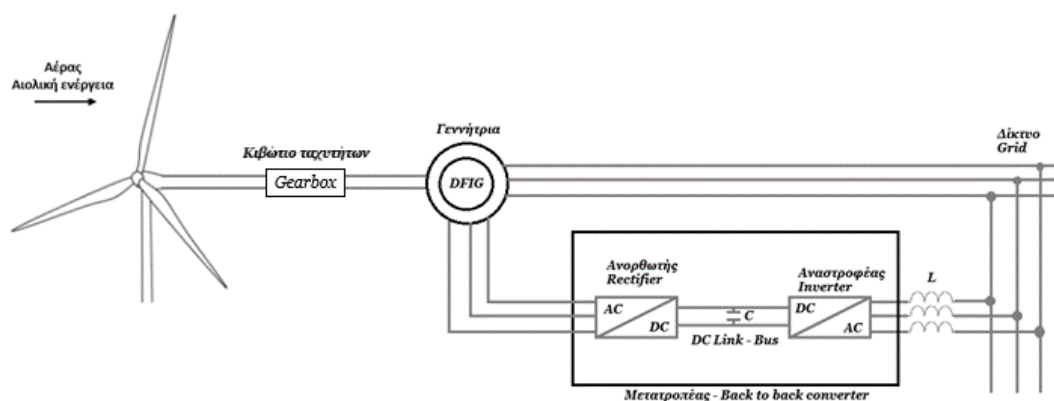 Αέρας
Αιολική ενέργεια
Γεννήτρια
Δίκτυο
Grid
Κιβώτιο ταχυτήτων
Gearbox
DFIG
Ανορθωτής
Rectifier
Αναστροφέας
Inverter
L
AC
DC
C
DC
AC
DC Link - Bus
Μετατροπέας - Back to back converter